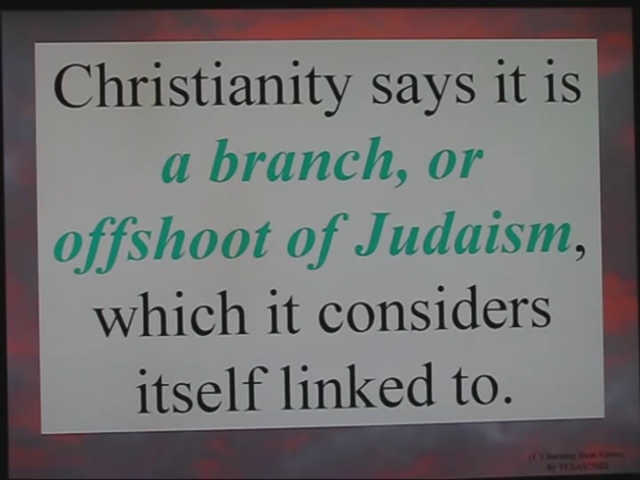 Christianity says it is
a branch, or
offshoot of Judaism,
which it considers
itself linked to.